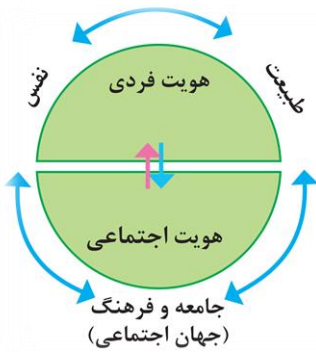 هویت فردی
نفس
طبیعت
هویت اجتماعی
جامعه و فرهنگ
(جهان اجتماعی)